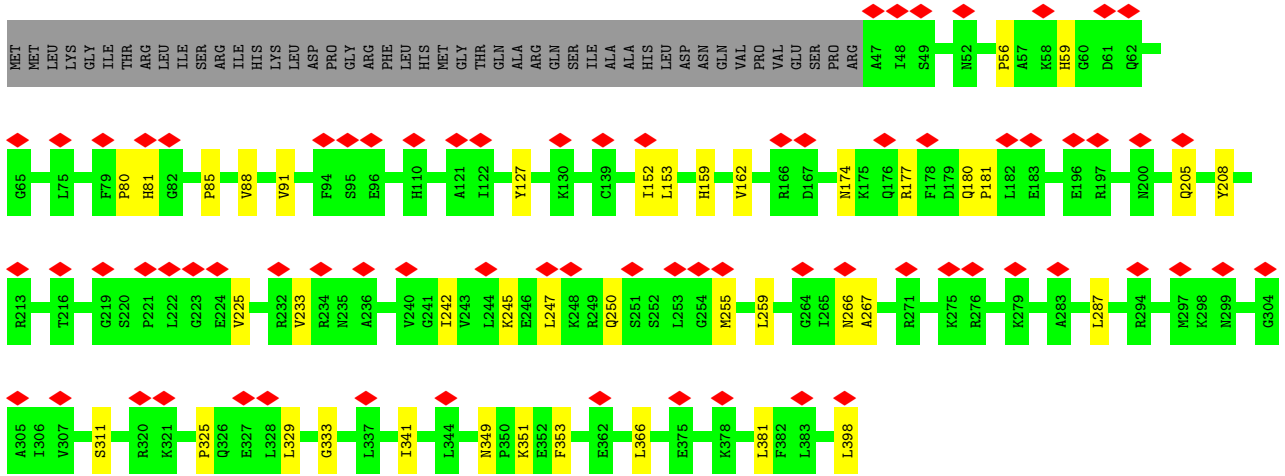 MET MET LEU LYS GLY ILE THR ARG LEU ILE SER ARG ILE HIS LYS LEU ASP PRO GLY ARG PHE LEU HIS MET GLY THR GLN ALA ARG GLN SER ILE ALA ALA HIS LEU ASP ASN GLN VAL PRO VAL GLU SER PRO ARG A47 I48 S49 N52 P56 A57 K58 H59 G60 D61 Q62
G65 L75 F79 P80 H81 G82 P85 V88 V91 F94 S95 E96 H110 A121 I122 Y127 K130 C139 I152 L153 H159 V162 R166 D167 N174 K175 Q176 R177 F178 D179 Q180 P181 L182 E183 E196 R197 N200 Q205 Y208
R213 T216 G219 S220 P221 L222 G223 E224 V225 R232 V233 R234 N235 A236 V240 G241 I242 V243 L244 K245 E246 L247 K248 R249 Q250 S251 S252 L253 G254 M255 L259 G264 I265 N266 A267 R271 K275 R276 K279 A283 L287 R294 M297 K298 N299 G304
A305 I306 V307 S311 R320 K321 P325 Q326 E327 L328 L329 G333 L337 I341 L344 N349 P350 K351 E352 F353 E362 L366 E375 K378 L381 F382 L383 L398